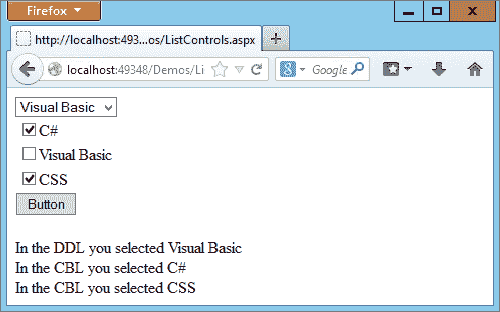 Firefox
http://localhost:493...os/ListControls.aspx
localhost:49348/Demos/Li
Google
Visual Basic
C#
Visual Basic
CSS
Button
In the DDL you selected Visual Basic
In the CBL you selected C#
In the CBL you selected CSS